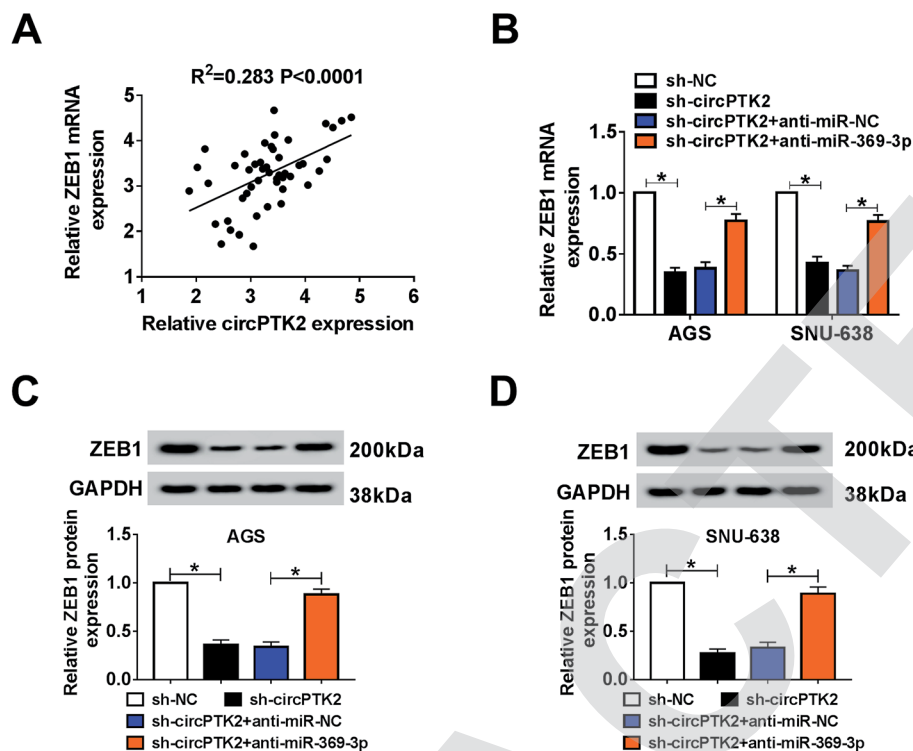 A
R²=0.283 P<0.0001
Relative ZEB1 mRNA
expression
5
4
3
2
1
1 2 3 4 5 6
Relative circPTK2 expression
B
sh-NC
sh-circPTK2
sh-circPTK2+anti-miR-NC
sh-circPTK2+anti-miR-369-3p
Relative ZEB1 mRNA
expression
1.5
1.0
0.5
0.0
* * * *
AGS SNU-638
C
ZEB1 200kDa
GAPDH 38kDa
AGS
Relative ZEB1 protein
expression
1.5
1.0
0.5
0.0
* *
sh-NC sh-circPTK2
sh-circPTK2+anti-miR-NC
sh-circPTK2+anti-miR-369-3p
D
ZEB1 200kDa
GAPDH 38kDa
SNU-638
Relative ZEB1 protein
expression
1.5
1.0
0.5
0.0
* *
sh-NC sh-circPTK2
sh-circPTK2+anti-miR-NC
sh-circPTK2+anti-miR-369-3p